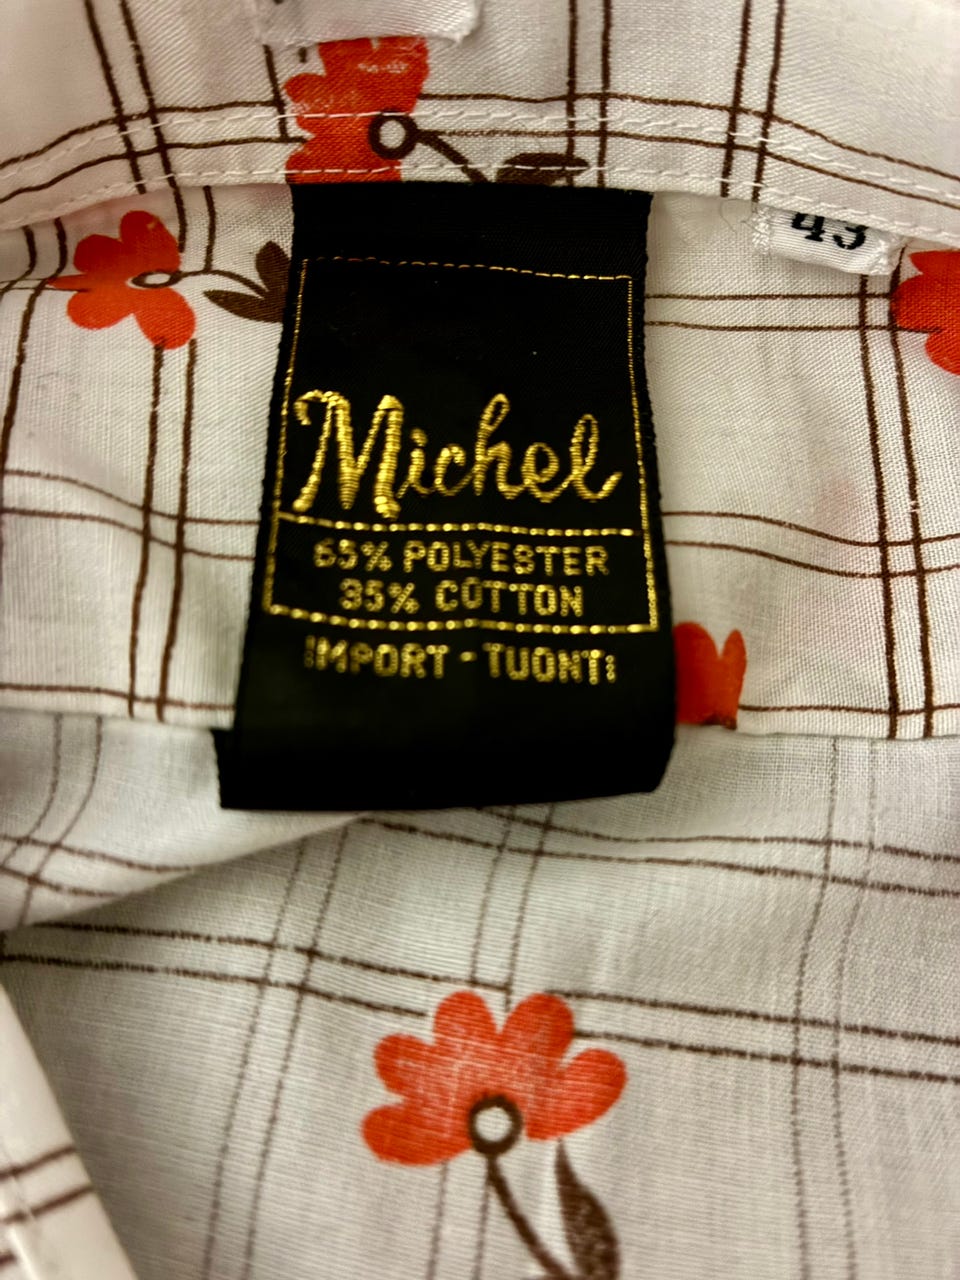 43
Michel
65% POLYESTER
35% COTTON
IMPORT - TUONTI